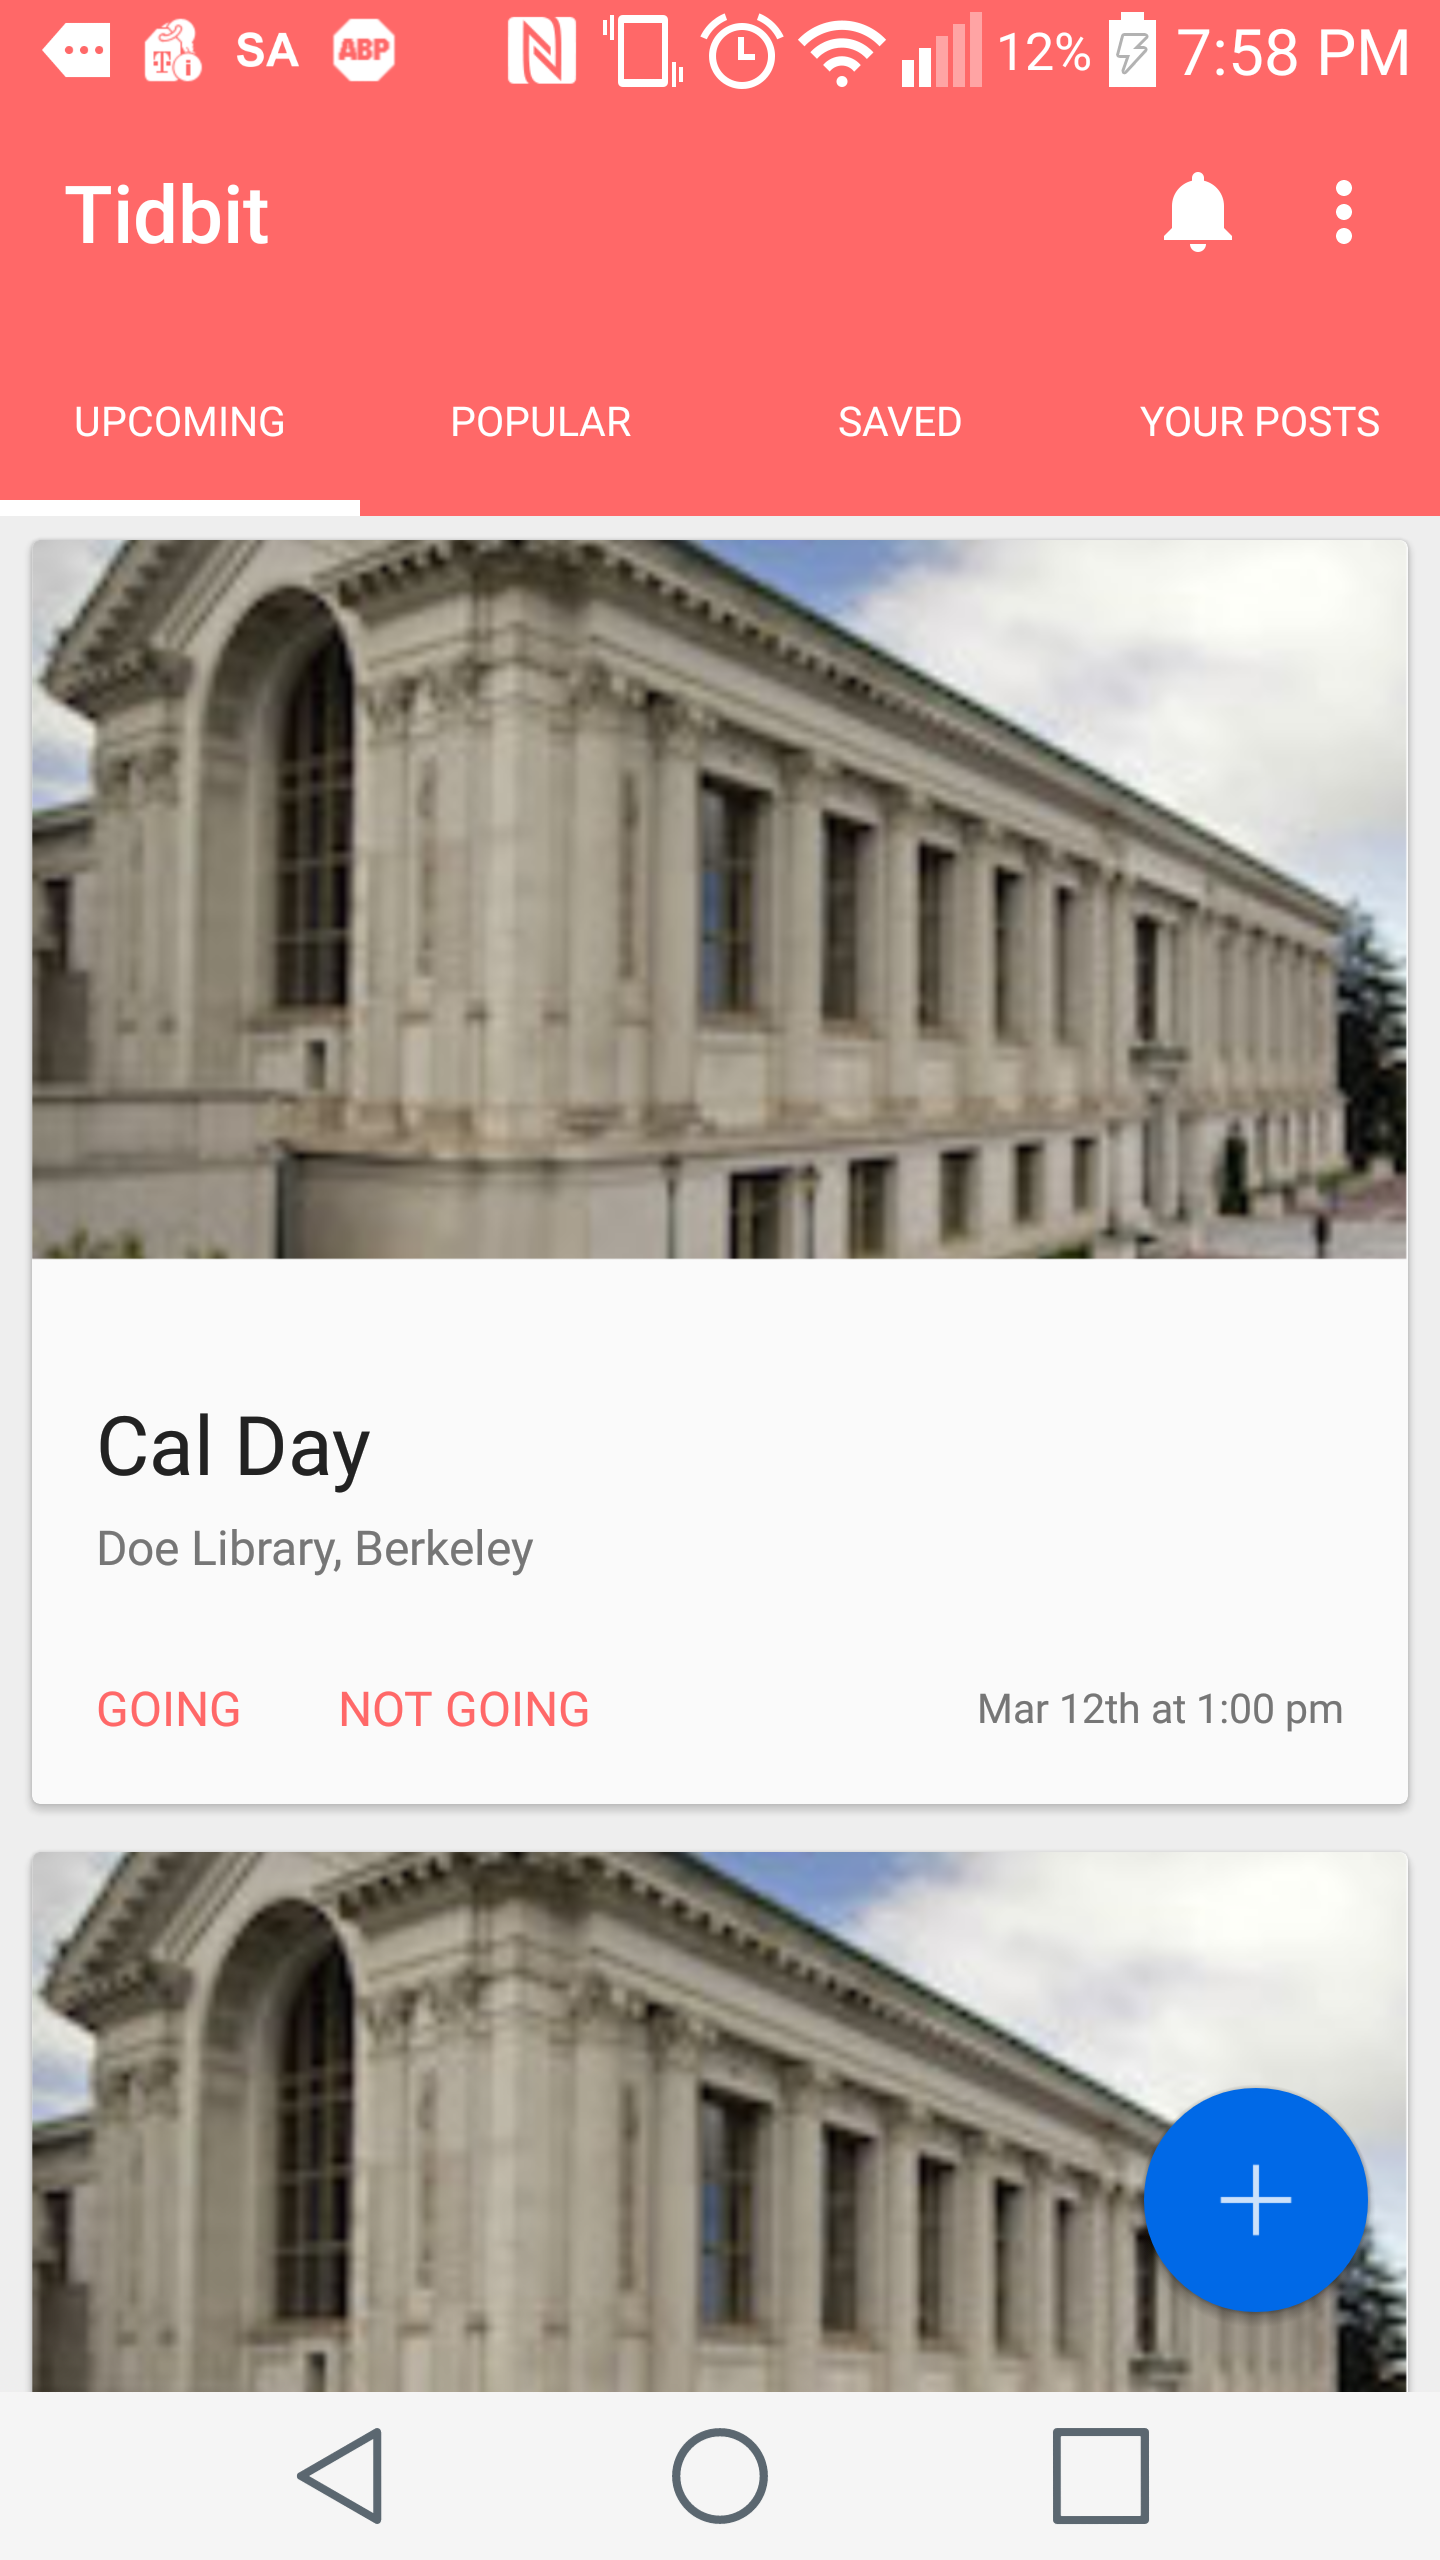 SA ABP 12% 7:58 PM
Tidbit
UPCOMING POPULAR SAVED YOUR POSTS
Cal Day
Doe Library, Berkeley
GOING NOT GOING Mar 12th at 1:00 pm